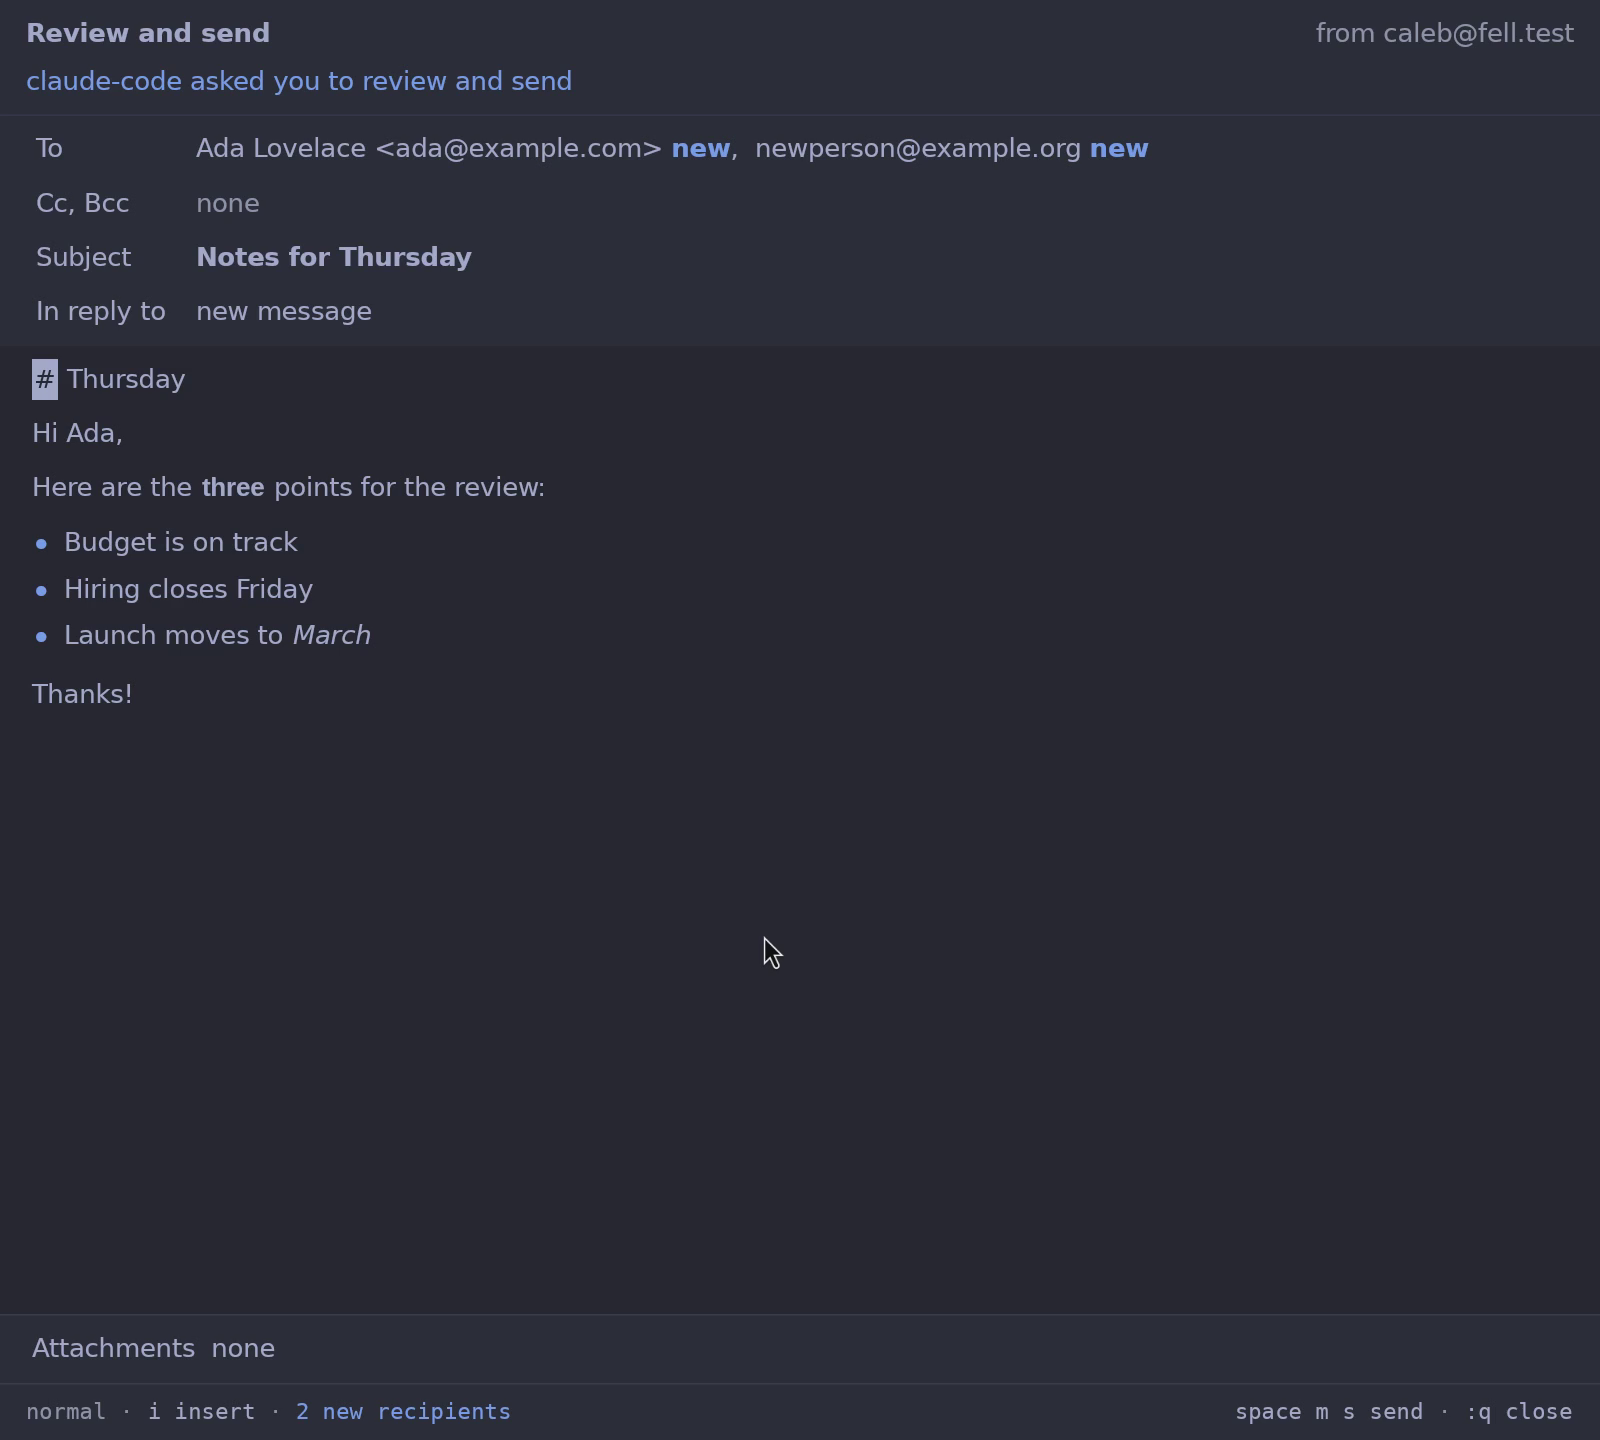 Review and send
from caleb@fell.test
claude-code asked you to review and send
To Ada Lovelace <ada@example.com> new, newperson@example.org new
Cc, Bcc none
Subject Notes for Thursday
In reply to new message
# Thursday
Hi Ada,
Here are the three points for the review:
• Budget is on track
• Hiring closes Friday
• Launch moves to March
Thanks!
Attachments none
normal · i insert · 2 new recipients
space m s send · :q close